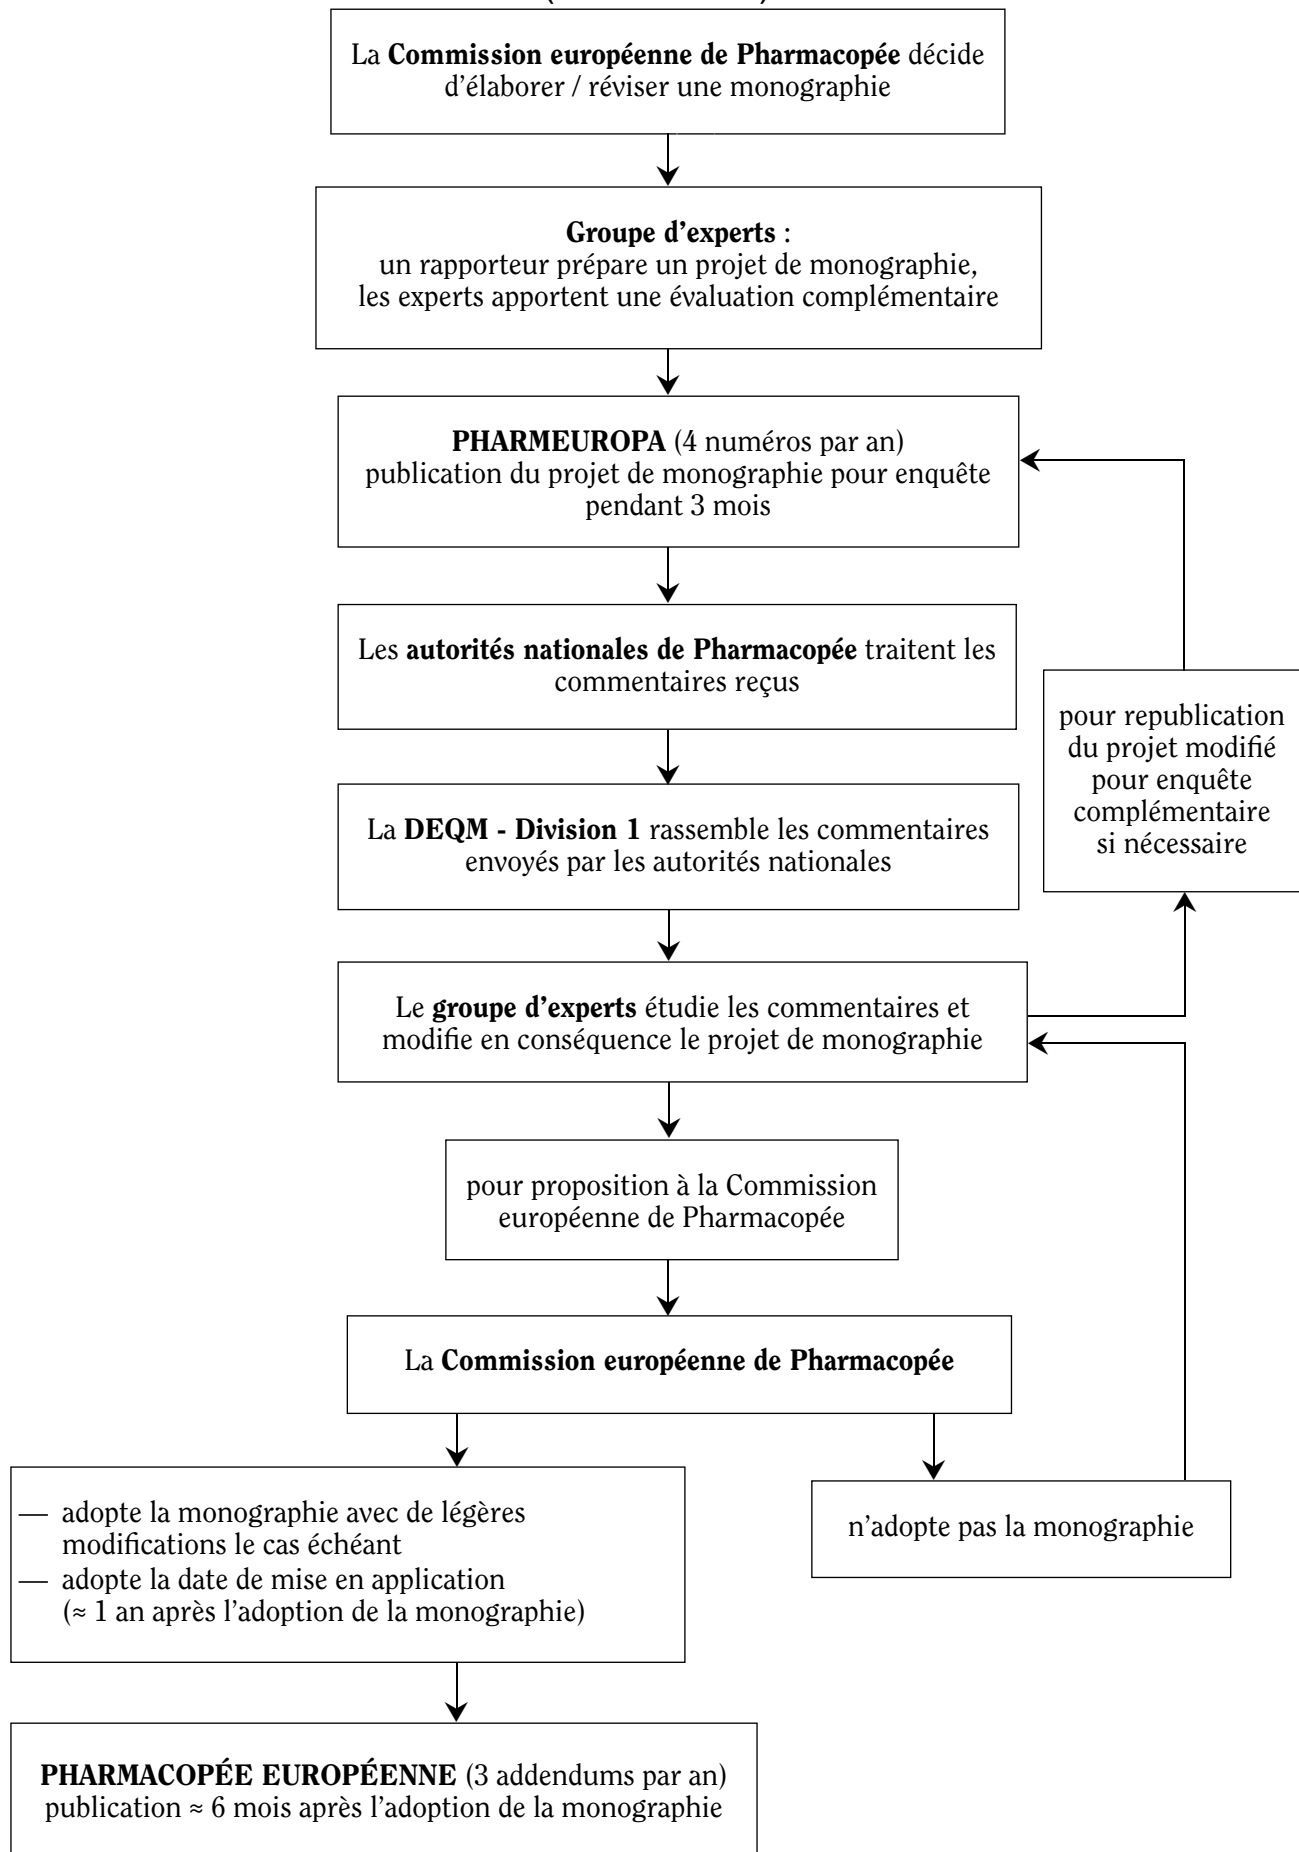 La Commission européenne de Pharmacopée décide
d'élaborer / réviser une monographie
Groupe d'experts :
un rapporteur prépare un projet de monographie,
les experts apportent une évaluation complémentaire
PHARMEUROPA (4 numéros par an)
publication du projet de monographie pour enquête
pendant 3 mois
Les autorités nationales de Pharmacopée traitent les
commentaires reçus
pour republication
du projet modifié
pour enquête
complémentaire
si nécessaire
La DEQM - Division 1 rassemble les commentaires
envoyés par les autorités nationales
Le groupe d'experts étudie les commentaires et
modifie en conséquence le projet de monographie
pour proposition à la Commission
européenne de Pharmacopée
La Commission européenne de Pharmacopée
— adopte la monographie avec de légères
modifications le cas échéant
— adopte la date de mise en application
(≈ 1 an après l'adoption de la monographie)
n'adopte pas la monographie
PHARMACOPÉE EUROPÉENNE (3 addendums par an)
publication ≈ 6 mois après l'adoption de la monographie